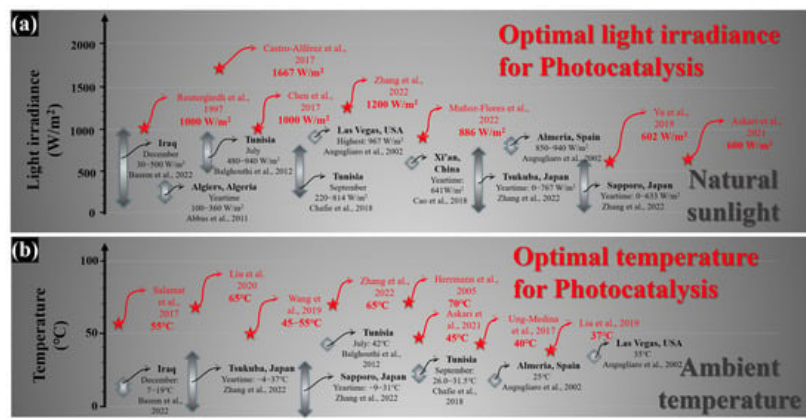 (a)
Optimal light irradiance
for Photocatalysis
Light irradiance
(W/m²)
2000
1500
1000
500
0
Castro-Alférez et al.,
2017
1667 W/m²
1997
1000 W/m²
Chen et al.,
2017
1000 W/m²
Zhang et al.,
2022
1200 W/m²
Muñoz-Flores et al.,
2022
886 W/m²
Yu et al.,
2019
602 W/m²
Askari et al.,
2021
600 W/m²
Iraq
December
30~500 W/m²
Basem et al., 2022
Algiers, Algeria
Yeartime
100~360 W/m²
Abbas et al., 2011
Tunisia
July
480~940 W/m²
Balghouthi et al., 2012
Las Vegas, USA
Highest: 967 W/m²
Angugliaro et al., 2002
Tunisia
September
220~814 W/m²
Chafie et al., 2018
Xi'an,
China
Yeartime:
641W/m²
Cao et al., 2018
Almería, Spain
850~940 W/m²
Angugliaro et al., 2002
Tsukuba, Japan
Yeartime: 0~767 W/m²
Zhang et al., 2022
Sapporo, Japan
Yeartime: 0~633 W/m²
Zhang et al., 2022
Natural
sunlight
(b)
Optimal temperature
for Photocatalysis
Temperature
(°C)
100
50
0
Salamat et
al., 2017
55°C
Liu et al.
2020
65°C
Wang et
al., 2019
45~55°C
Zhang et al.,
2022
65°C
Herrmann et al.,
2005
70°C
Askari et
al., 2021
45°C
Ung-Medina et
al., 2017
40°C
Liu et al., 2019
37°C
Iraq
December:
7~19°C
Basem et al.,
2022
Tsukuba, Japan
Yeartime: −4~37°C
Zhang et al., 2022
Tunisia
July: 42°C
Balghouthi et
al., 2012
Sapporo, Japan
Yeartime: −9~31°C
Zhang et al., 2022
Tunisia
September:
26.0~31.5°C
Chafie et al.,
2018
Almería, Spain
25°C
Angugliaro et al., 2002
Las Vegas, USA
35°C
Angugliaro et al., 2002
Ambient
temperature